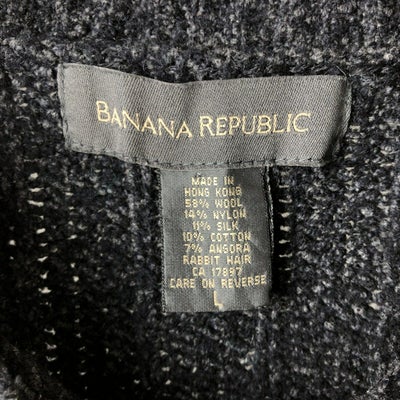 BANANA REPUBLIC
MADE IN
HONG KONG
58% WOOL
14% NYLON
11% SILK
10% COTTON
7% ANGORA
RABBIT HAIR
CA 17897
CARE ON REVERSE
L